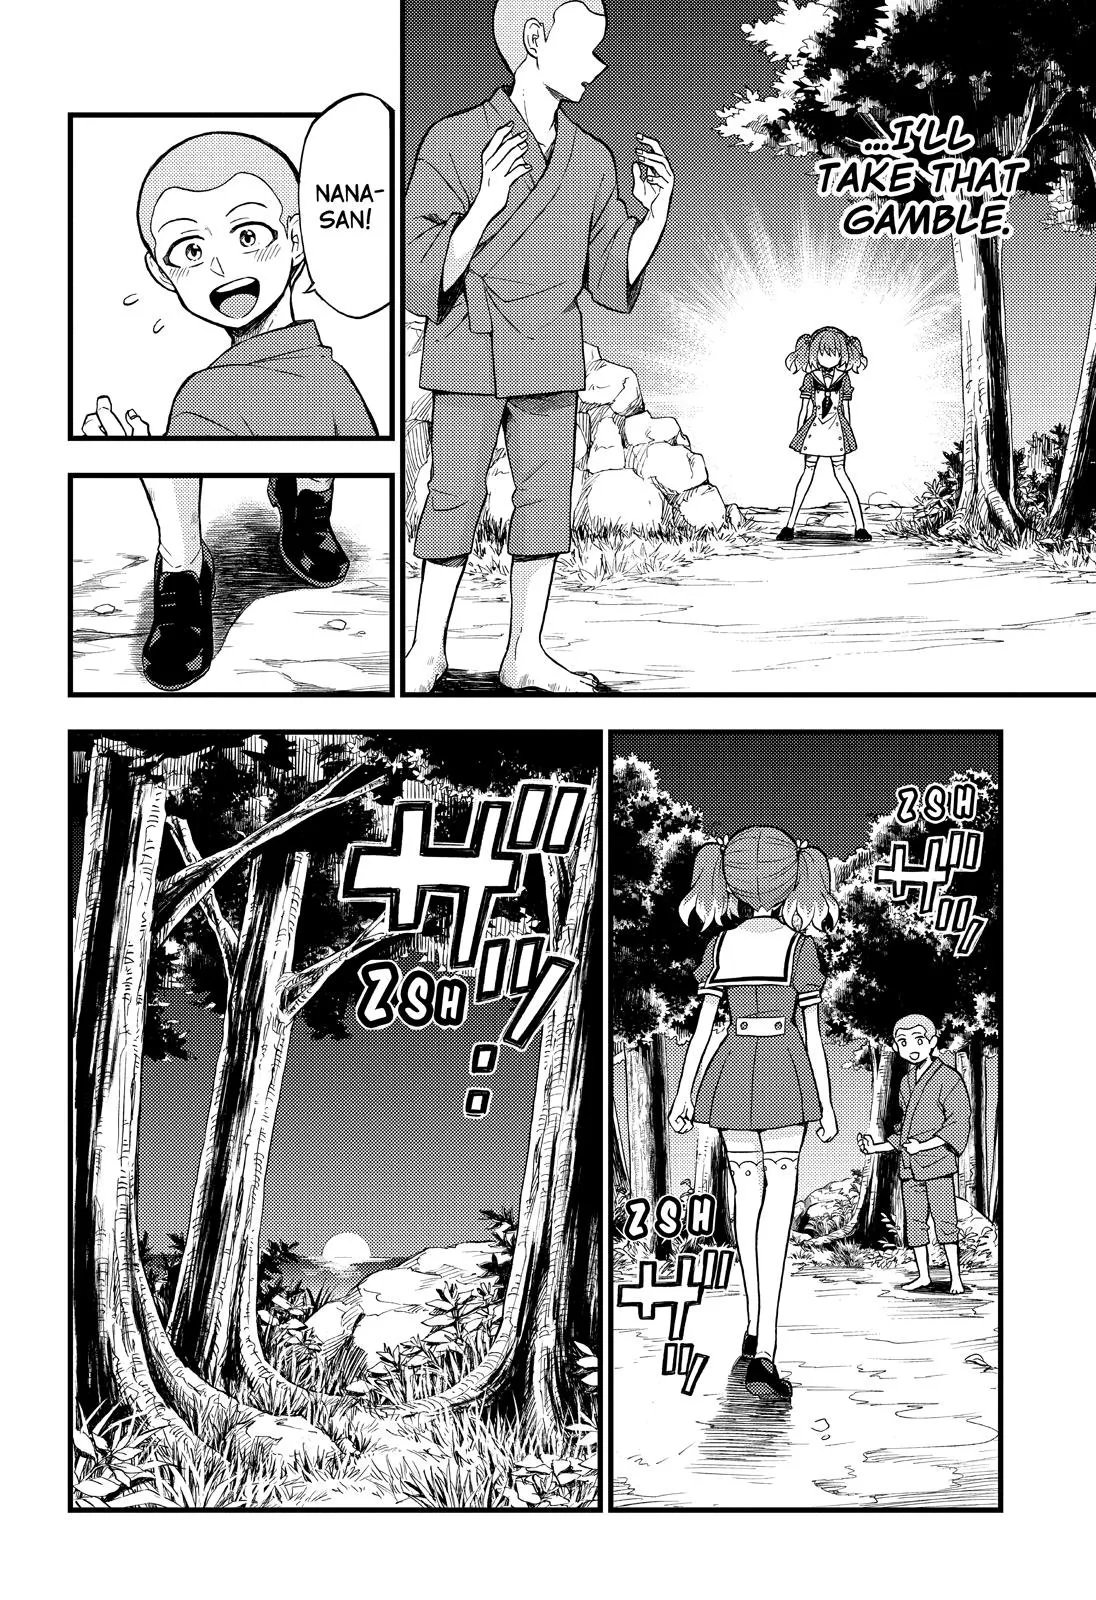 ...I'LL
TAKE THAT
GAMBLE.
NANA-
SAN!
ZSH
ザッ
ZSH
ザッ
ザッ
ZSH